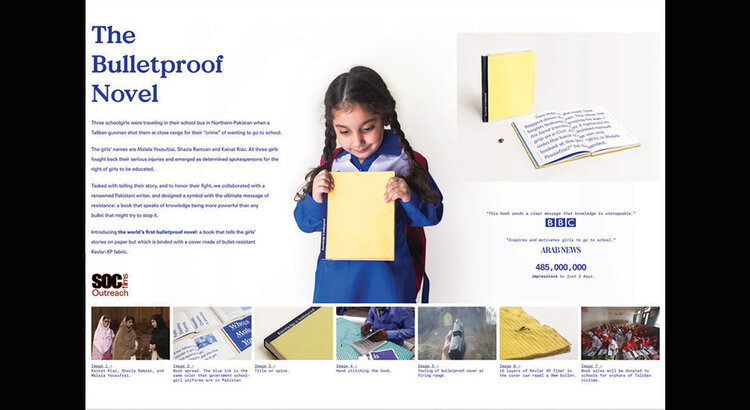 The
Bulletproof
Novel
Three schoolgirls were traveling in their school bus in Northern-Pakistan when a
Taliban gunman shot them at close range for their “crime” of wanting to go to school.
The girls' names are Malala Yousufzai, Shazia Ramzan and Kainat Riaz. All three girls
fought back their serious injuries and emerged as determined spokespersons for the
right of girls to be educated.
Tasked with telling their story, and to honor their fight, we collaborated with a
renowned Pakistani writer, and designed a symbol with the ultimate message of
resistance: a book that speaks of knowledge being more powerful than any
bullet that might try to stop it.
Introducing the world's first bulletproof novel: a book that tells the girls'
stories on paper but which is binded with a cover made of bullet-resistant
Kevlar-XP fabric.
SOC films
Outreach
"This book sends a clear message that knowledge is unstoppable."
BBC
"Inspires and motivates girls to go to school."
ARAB NEWS
485,000,000
impressions in just 2 days.
Image 1 -
Kainat Riaz, Shazia Ramzan, and
Malala Yousufzai.
Image 2 -
Book spread. The blue ink is the
same color that government school-
girl uniforms are in Pakistan
Image 3 -
Title on spine.
Image 4 -
Hand stitching the book.
Image 5 -
Testing of bulletproof cover at
firing range.
Image 6 -
10 layers of Kevlar XP fiber in
the cover can repel a 9mm bullet.
Image 7 -
Book sales will be donated to
schools for orphans of Taliban
victims.